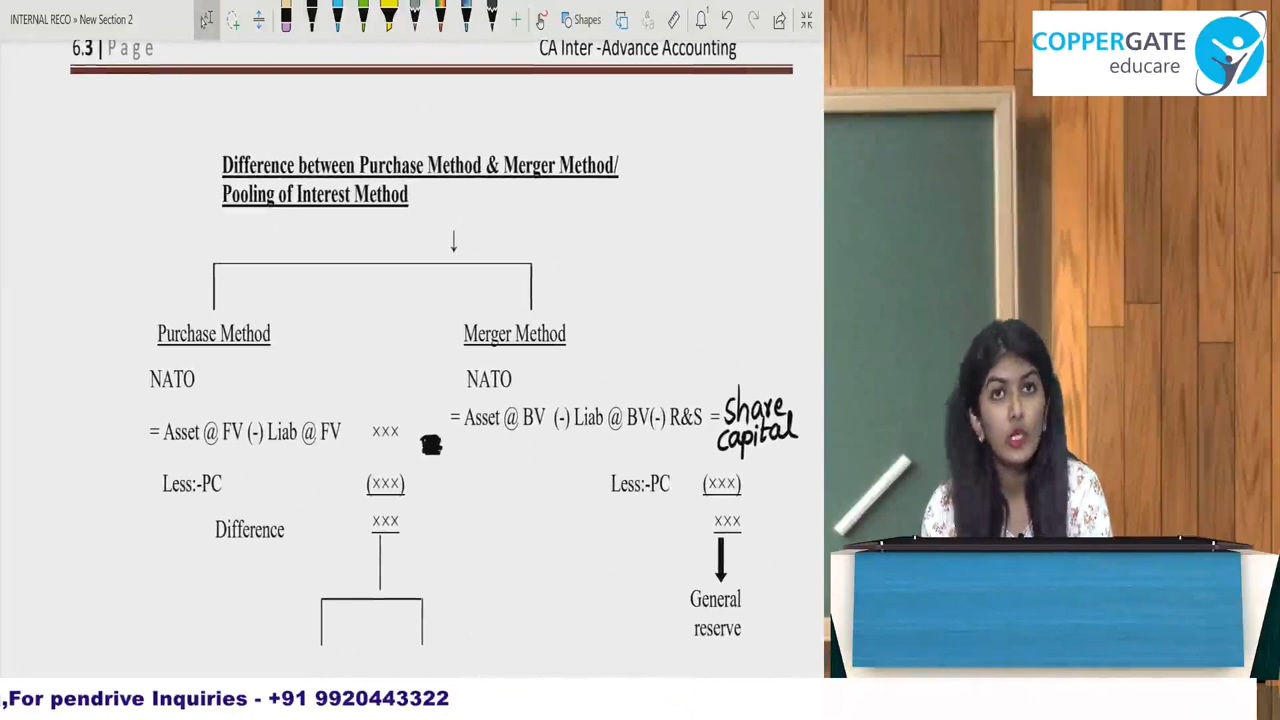 INTERNAL RECO » New Section 2
Shapes
6.3 | Page
CA Inter -Advance Accounting
COPPERGATE
educare
Difference between Purchase Method & Merger Method/
Pooling of Interest Method
↓
Purchase Method
Merger Method
NATO
NATO
= Asset @ FV (-) Liab @ FV xxx
= Asset @ BV (-) Liab @ BV(-) R&S = share
capital
Less:-PC (xxx)
Less:-PC (xxx)
Difference xxx
xxx
General
reserve
,For pendrive Inquiries - +91 9920443322